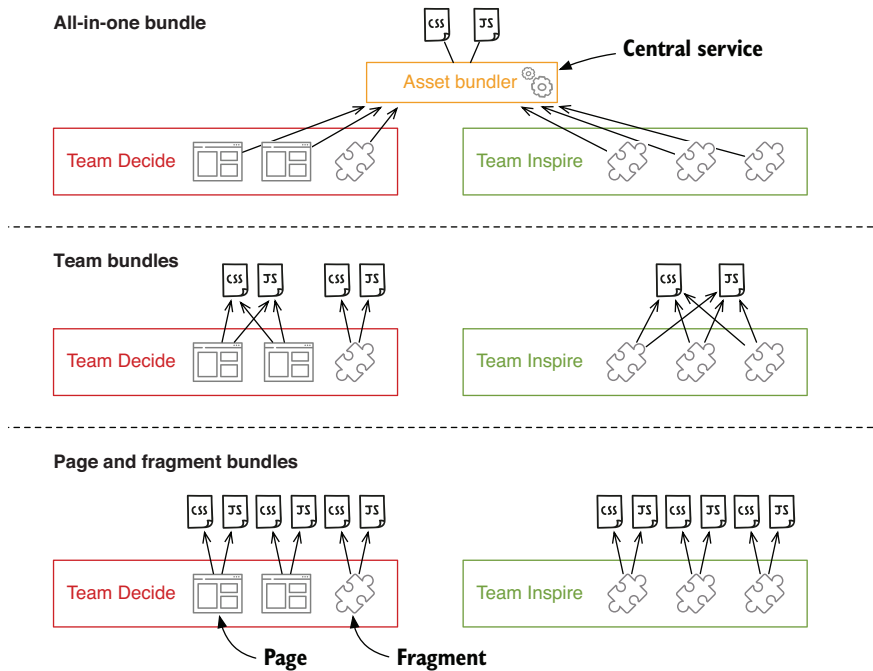 All-in-one bundle
CSS JS
Central service
Asset bundler
Team Decide
Team Inspire
Team bundles
CSS JS CSS JS
CSS JS
Team Decide
Team Inspire
Page and fragment bundles
CSS JS CSS JS CSS JS
CSS JS CSS JS CSS JS
Team Decide
Team Inspire
Page
Fragment